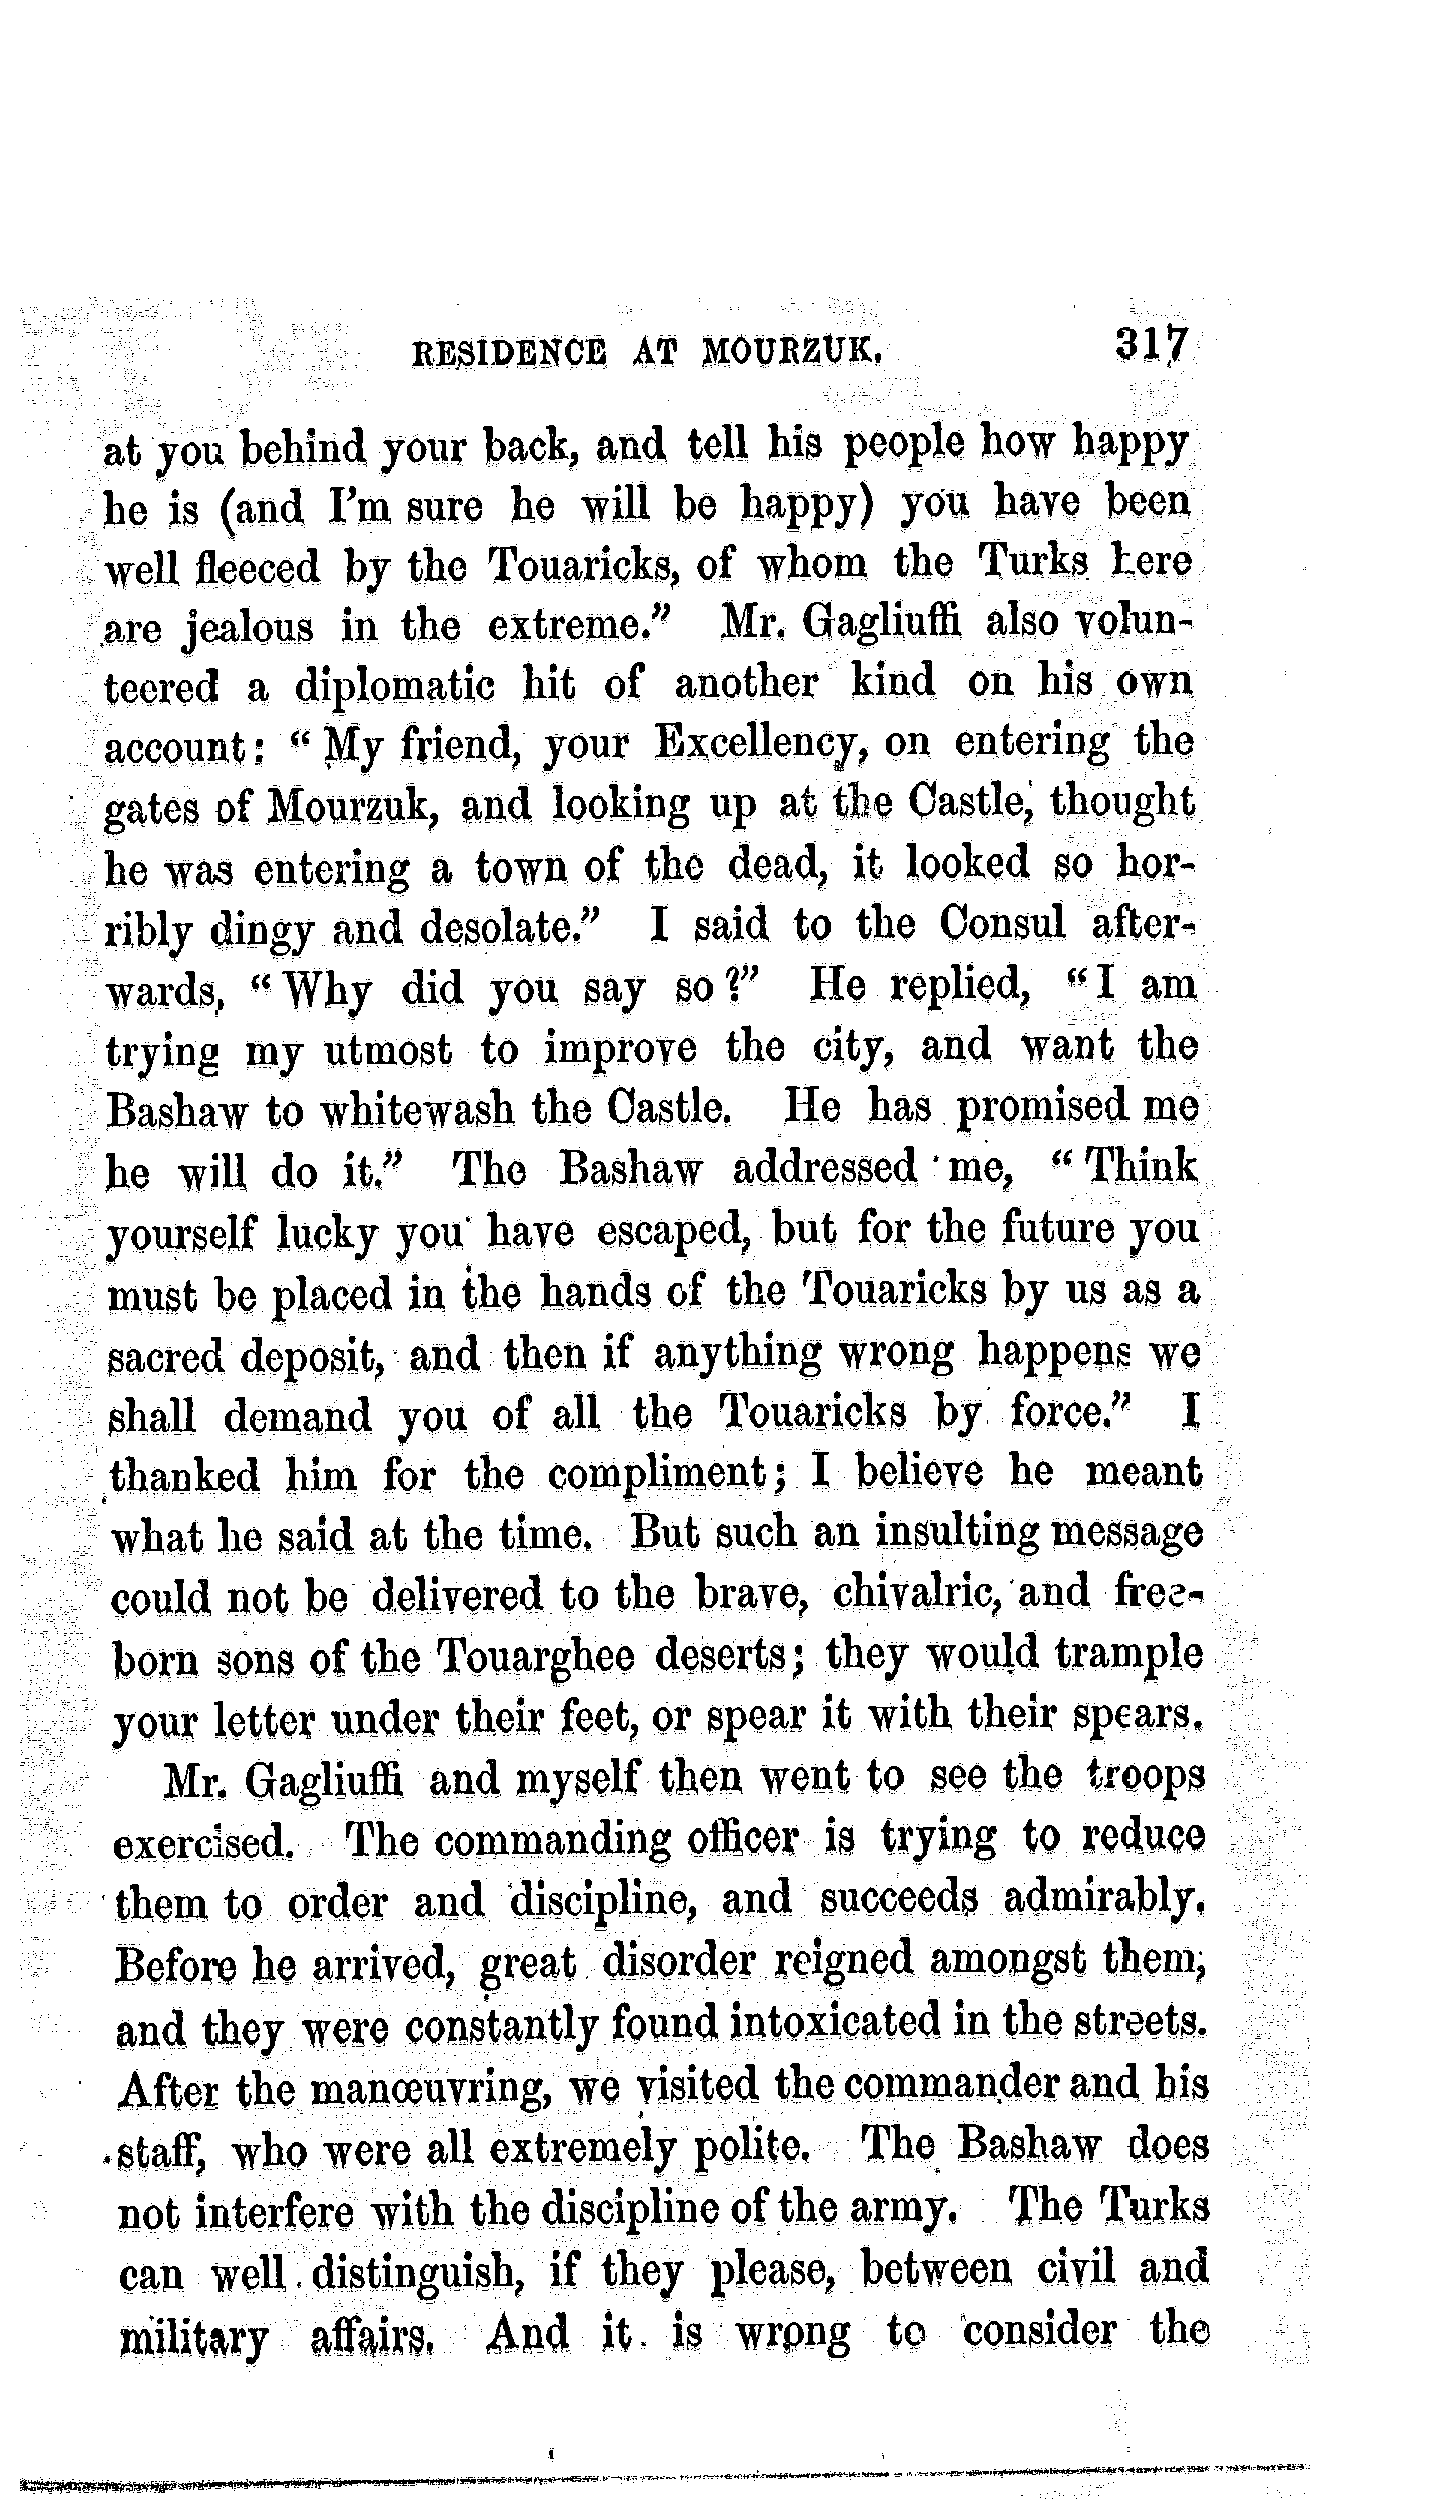 RESIDENCE AT MOURZUK. 317
at you behind your back, and tell his people how happy
he is (and I'm sure he will be happy) you have been
well fleeced by the Touaricks, of whom the Turks here
are jealous in the extreme." Mr. Gagliuffi also volun-
teered a diplomatic hit of another kind on his own
account: "My friend, your Excellency, on entering the
gates of Mourzuk, and looking up at the Castle, thought
he was entering a town of the dead, it looked so hor-
ribly dingy and desolate." I said to the Consul after-
wards, "Why did you say so?" He replied, "I am
trying my utmost to improve the city, and want the
Bashaw to whitewash the Castle. He has promised me
he will do it." The Bashaw addressed me, "Think
yourself lucky you have escaped, but for the future you
must be placed in the hands of the Touaricks by us as a
sacred deposit, and then if anything wrong happens we
shall demand you of all the Touaricks by force." I
thanked him for the compliment; I believe he meant
what he said at the time. But such an insulting message
could not be delivered to the brave, chivalric, and free-
born sons of the Touarghee deserts; they would trample
your letter under their feet, or spear it with their spears.
Mr. Gagliuffi and myself then went to see the troops
exercised. The commanding officer is trying to reduce
them to order and discipline, and succeeds admirably.
Before he arrived, great disorder reigned amongst them,
and they were constantly found intoxicated in the streets.
After the manœuvring, we visited the commander and his
staff, who were all extremely polite. The Bashaw does
not interfere with the discipline of the army. The Turks
can well distinguish, if they please, between civil and
military affairs. And it is wrong to consider the